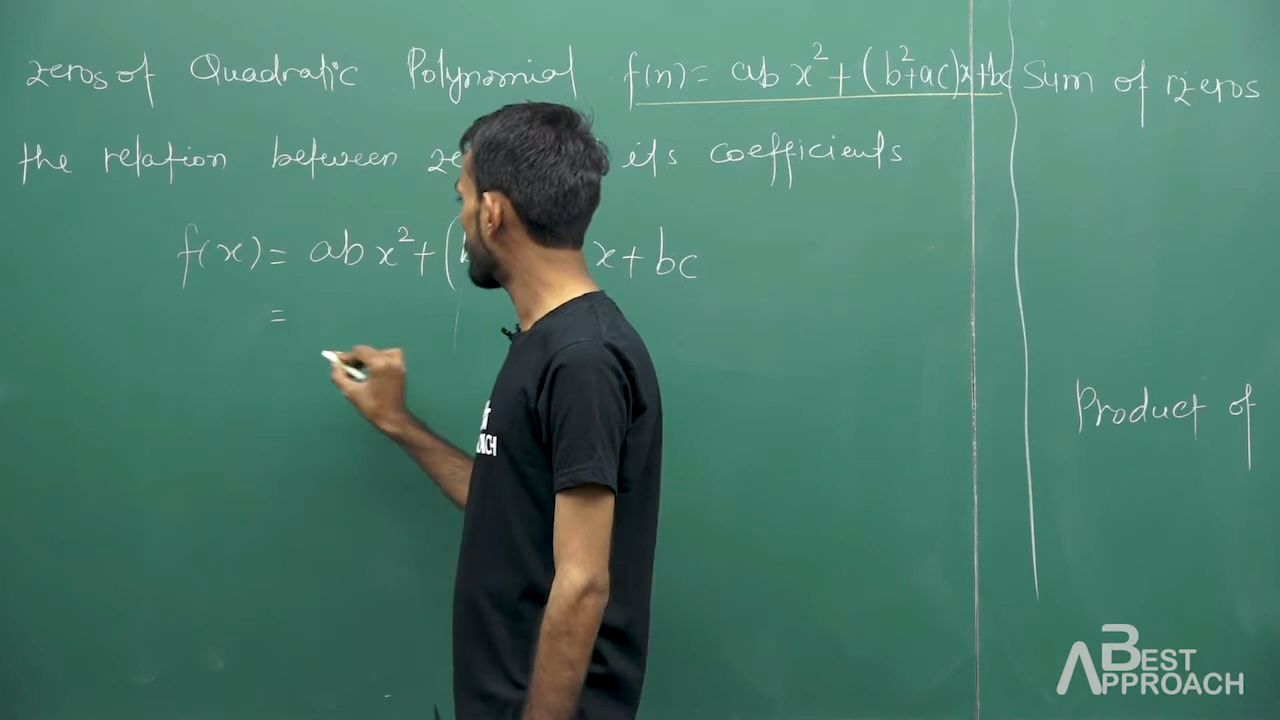 zeros of Quadratic Polynomial f(n) = ab x² + (b²+ac)x+bc
the relation between its coefficients
f(x) = ab x² + ( x + bc
=
Sum of zeros
Product of
BEST
APPROACH